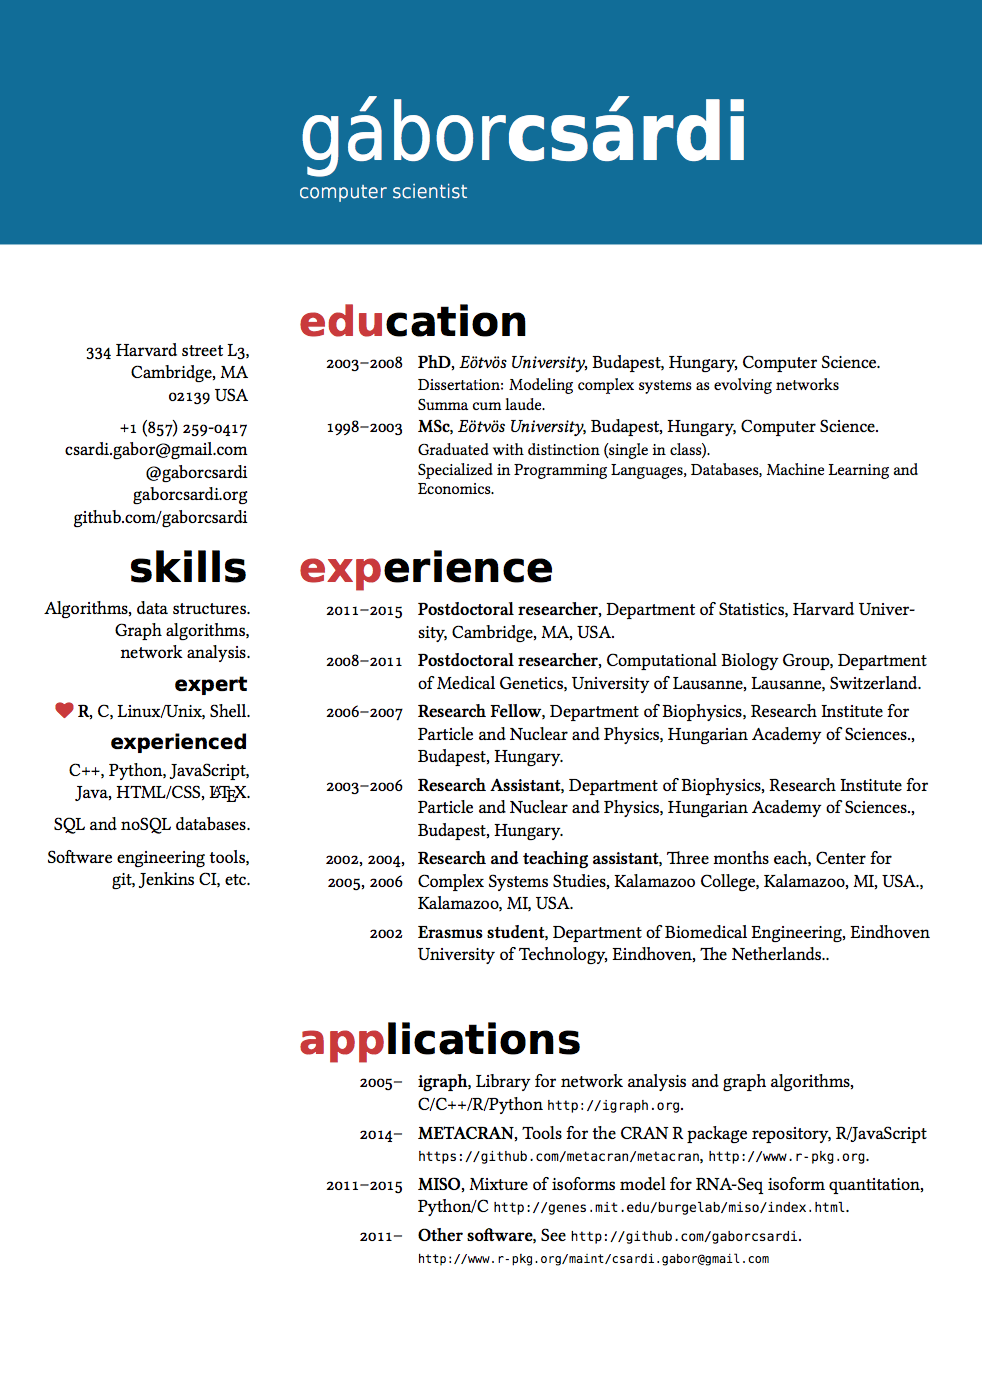 gáborcsárdi
computer scientist
334 Harvard street L3,
Cambridge, MA
02139 USA
+1 (857) 259-0417
csardi.gabor@gmail.com
@gaborcsardi
gaborcsardi.org
github.com/gaborcsardi
skills
Algorithms, data structures.
Graph algorithms,
network analysis.
expert
♥ R, C, Linux/Unix, Shell.
experienced
C++, Python, JavaScript,
Java, HTML/CSS, LATEX.
SQL and noSQL databases.
Software engineering tools,
git, Jenkins CI, etc.
education
2003–2008 PhD, Eötvös University, Budapest, Hungary, Computer Science.
Dissertation: Modeling complex systems as evolving networks
Summa cum laude.
1998–2003 MSc, Eötvös University, Budapest, Hungary, Computer Science.
Graduated with distinction (single in class).
Specialized in Programming Languages, Databases, Machine Learning and
Economics.
experience
2011–2015 Postdoctoral researcher, Department of Statistics, Harvard Univer-
sity, Cambridge, MA, USA.
2008–2011 Postdoctoral researcher, Computational Biology Group, Department
of Medical Genetics, University of Lausanne, Lausanne, Switzerland.
2006–2007 Research Fellow, Department of Biophysics, Research Institute for
Particle and Nuclear and Physics, Hungarian Academy of Sciences.,
Budapest, Hungary.
2003–2006 Research Assistant, Department of Biophysics, Research Institute for
Particle and Nuclear and Physics, Hungarian Academy of Sciences.,
Budapest, Hungary.
2002, 2004, Research and teaching assistant, Three months each, Center for
2005, 2006 Complex Systems Studies, Kalamazoo College, Kalamazoo, MI, USA.,
Kalamazoo, MI, USA.
2002 Erasmus student, Department of Biomedical Engineering, Eindhoven
University of Technology, Eindhoven, The Netherlands..
applications
2005– igraph, Library for network analysis and graph algorithms,
C/C++/R/Python http://igraph.org.
2014– METACRAN, Tools for the CRAN R package repository, R/JavaScript
https://github.com/metacran/metacran, http://www.r-pkg.org.
2011–2015 MISO, Mixture of isoforms model for RNA-Seq isoform quantitation,
Python/C http://genes.mit.edu/burgelab/miso/index.html.
2011– Other software, See http://github.com/gaborcsardi.
http://www.r-pkg.org/maint/csardi.gabor@gmail.com